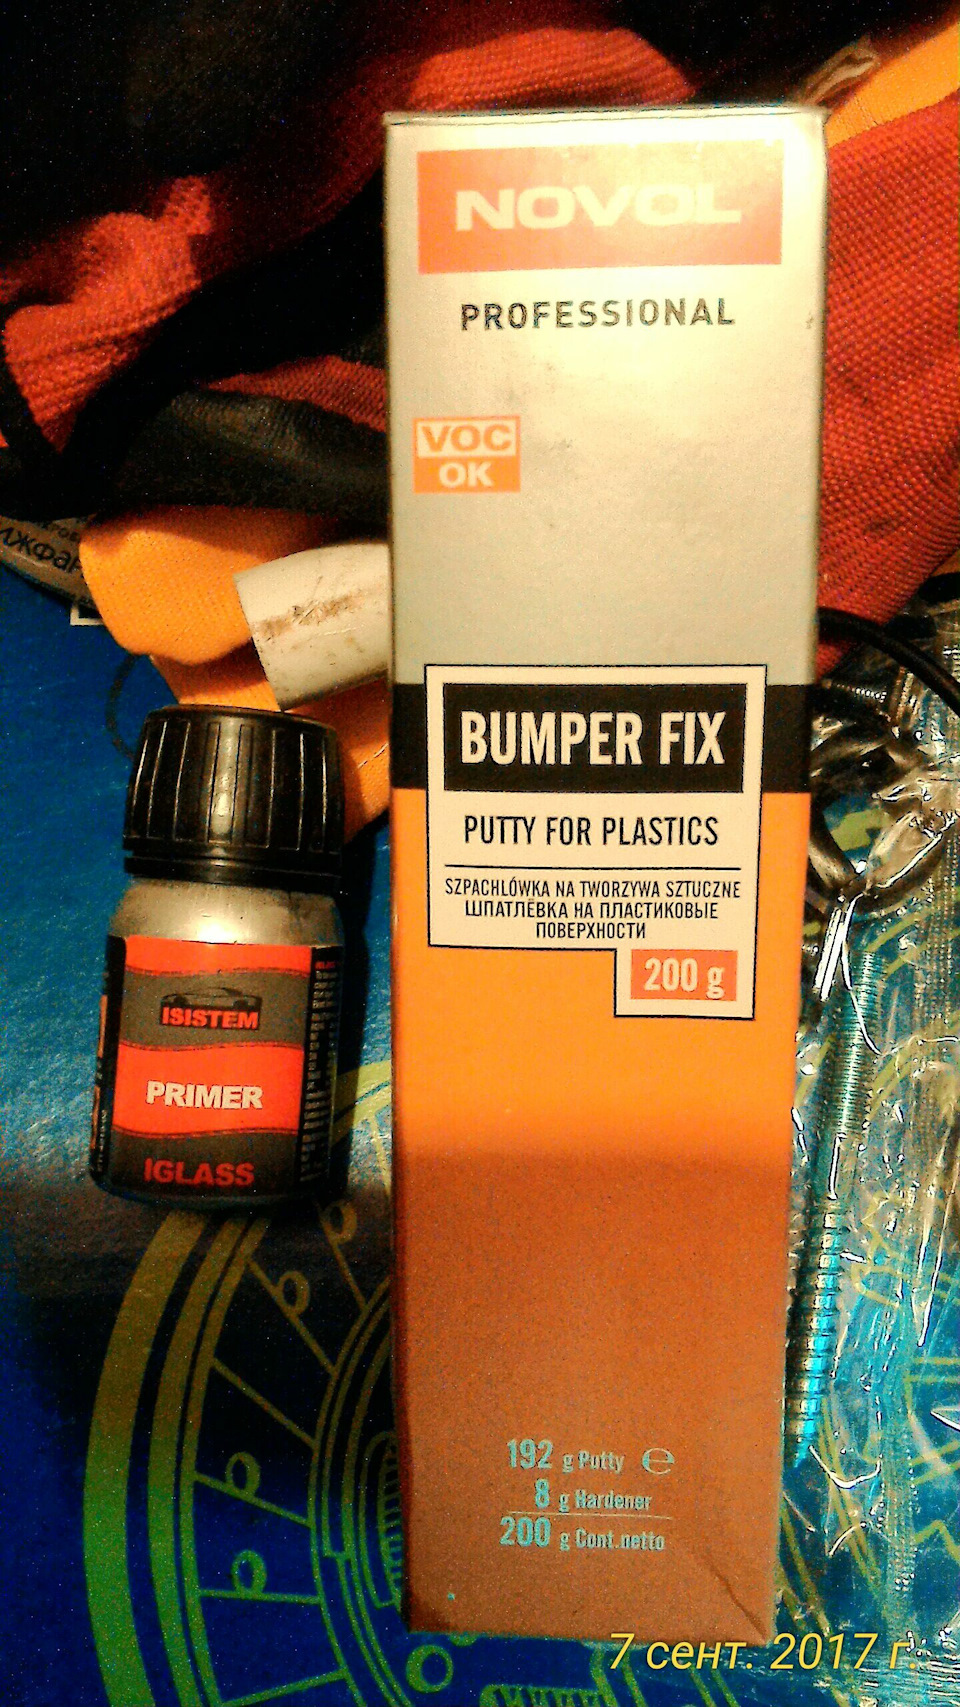 NOVOL
PROFESSIONAL
VOC
OK
BUMPER FIX
PUTTY FOR PLASTICS
SZPACHLÓWKA NA TWORZYWA SZTUCZNE
ШПАТЛЁВКА НА ПЛАСТИКОВЫЕ
ПОВЕРХНОСТИ
200 g
192 g Putty ℮
8 g Hardener
200 g Cont.netto
ISISTEM
PRIMER
IGLASS
7 сент. 2017 г.